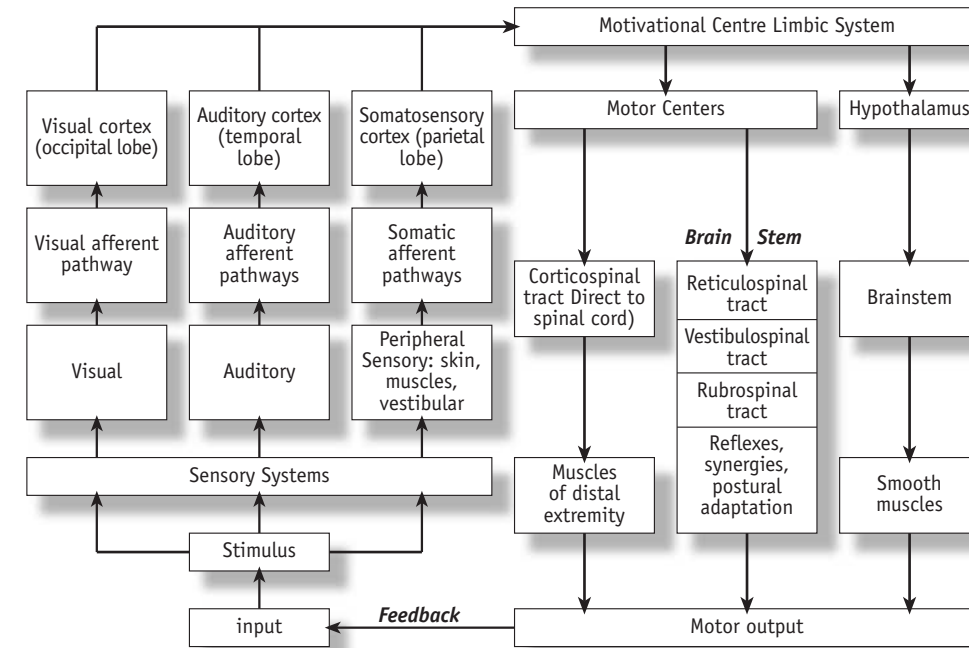 Motivational Centre Limbic System
Visual cortex
(occipital lobe)
Auditory cortex
(temporal
lobe)
Somatosensory
cortex (parietal
lobe)
Motor Centers
Hypothalamus
Visual afferent
pathway
Auditory
afferent
pathways
Somatic
afferent
pathways
Brain Stem
Corticospinal
tract Direct to
spinal cord)
Reticulospinal
tract
Vestibulospinal
tract
Rubrospinal
tract
Reflexes,
synergies,
postural
adaptation
Brainstem
Visual
Auditory
Peripheral
Sensory: skin,
muscles,
vestibular
Sensory Systems
Muscles
of distal
extremity
Smooth
muscles
Stimulus
input
Feedback
Motor output